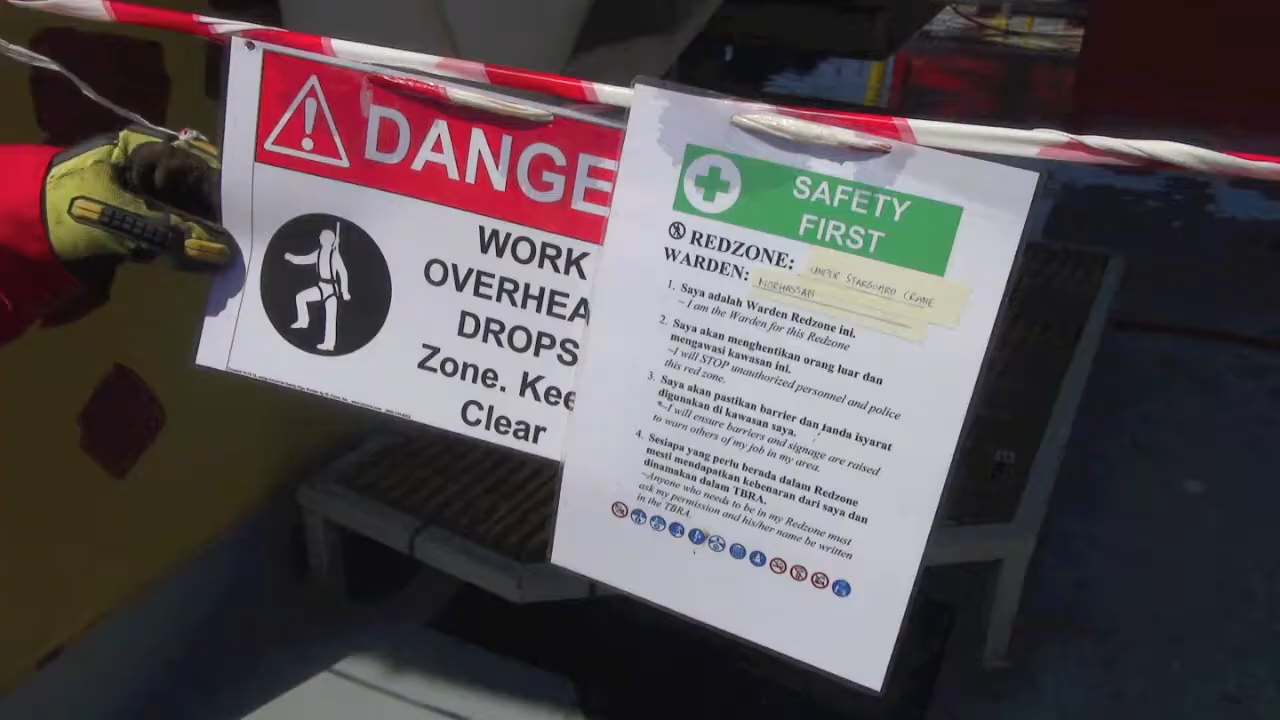 DANGE
WORK
OVERHEA
DROPS
Zone. Kee
Clear
SAFETY
FIRST
REDZONE: UNDER STARBOARD CRANE
WARDEN: NORHASSAN
1. Saya adalah Warden Redzone ini.
~ I am the Warden for this Redzone
2. Saya akan menghentikan orang luar dan
mengawasi kawasan ini.
~I will STOP unauthorized personnel and police
this red zone.
3. Saya akan pastikan barrier dan tanda isyarat
digunakan di kawasan saya.
~I will ensure barriers and signage are raised
to warn others of my job in my area.
4. Sesiapa yang perlu berada dalam Redzone
mesti mendapatkan kebenaran dari saya dan
dinamakan dalam TBRA.
~Anyone who needs to be in my Redzone must
ask my permission and his/her name be written
in the TBRA.